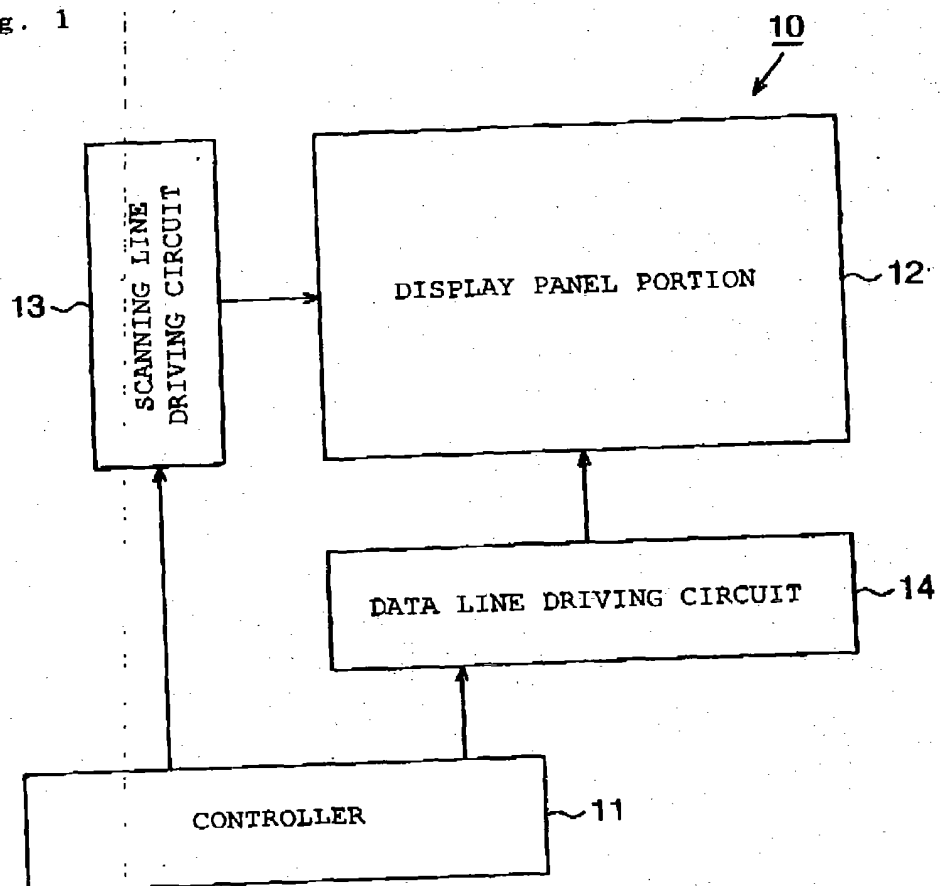 g. 1
10
SCANNING LINE
DRIVING CIRCUIT
13
DISPLAY PANEL PORTION
12
DATA LINE DRIVING CIRCUIT
14
CONTROLLER
11